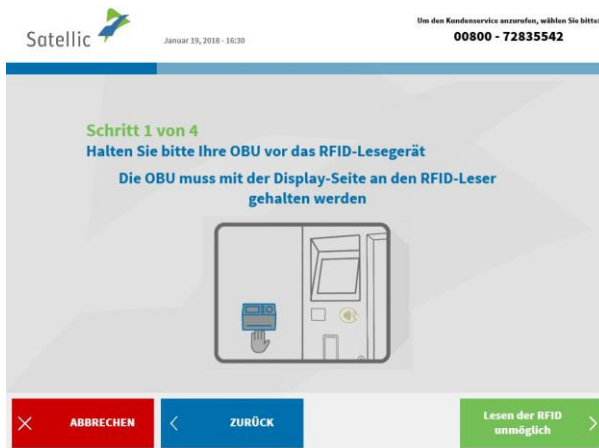 Satellic
Januar 19, 2018 - 16:30
Um den Kundenservice anzurufen, wählen Sie bitte:
00800 - 72835542
Schritt 1 von 4
Halten Sie bitte Ihre OBU vor das RFID-Lesegerät
Die OBU muss mit der Display-Seite an den RFID-Leser
gehalten werden
ABBRECHEN
ZURÜCK
Lesen der RFID
unmöglich